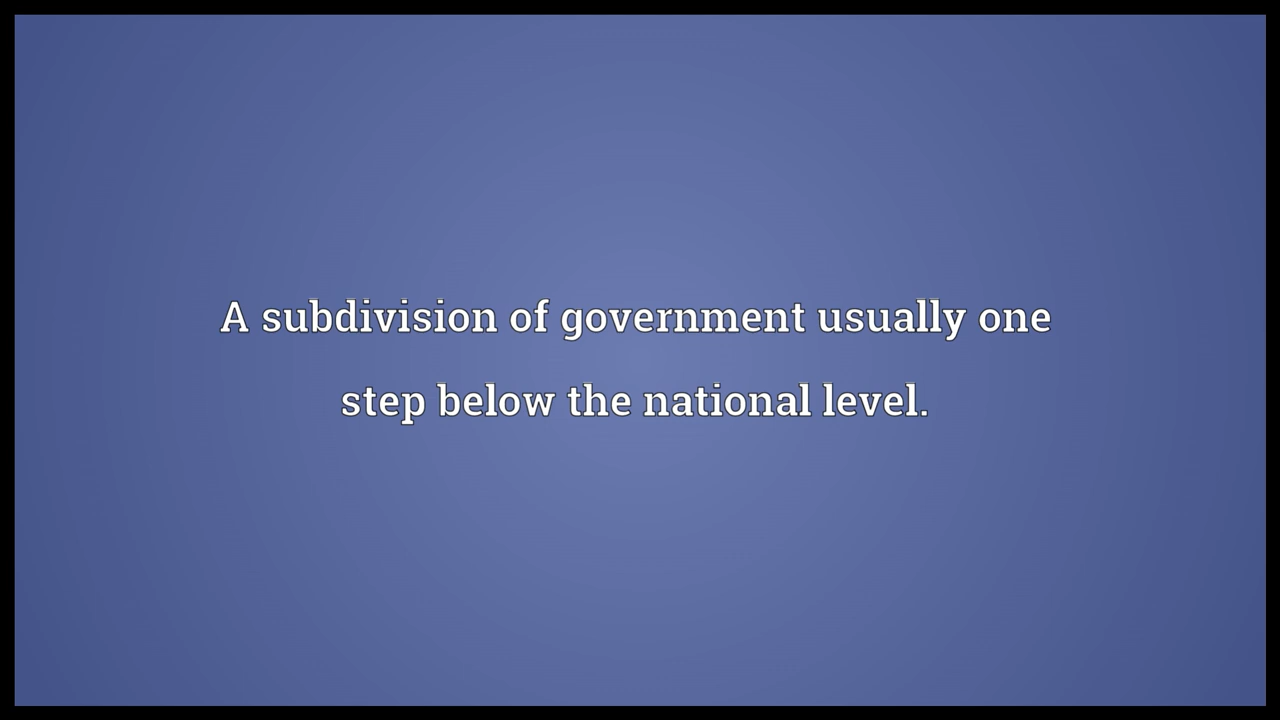 A subdivision of government usually one
step below the national level.